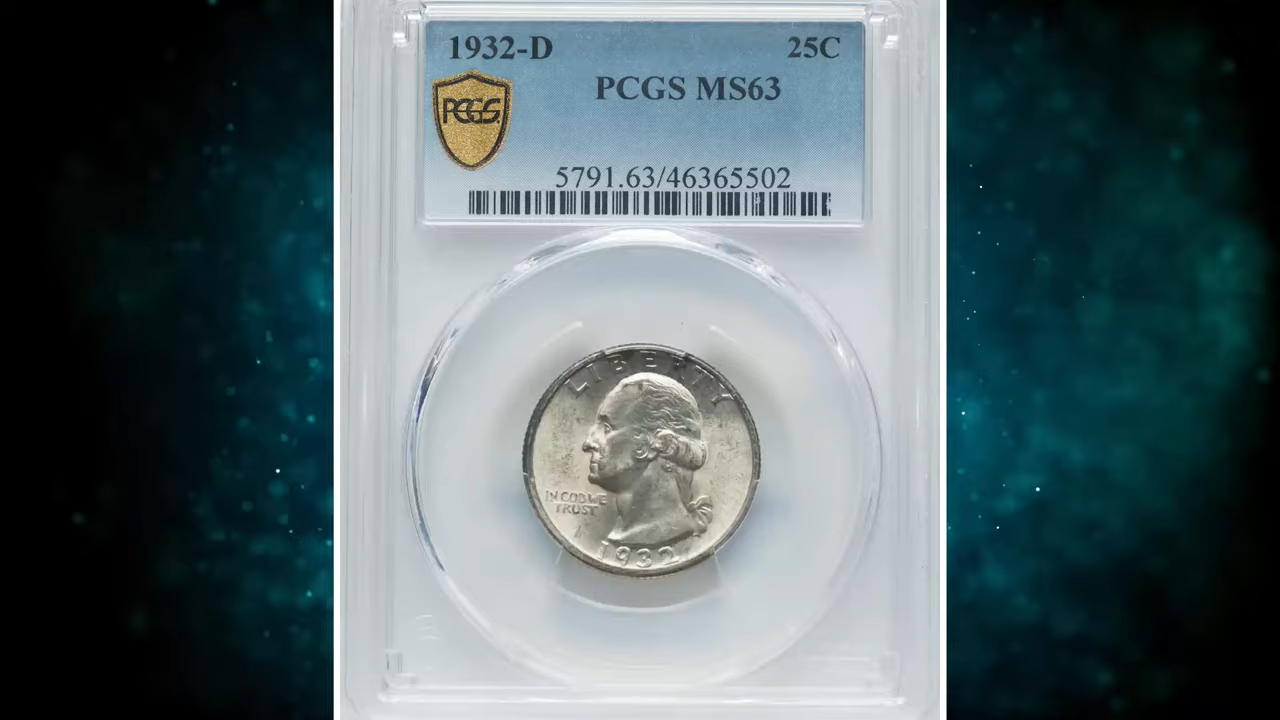 1932-D 25C
PCGS MS63
PCGS
5791.63/46365502
LIBERTY
IN GOD WE
TRUST
1932